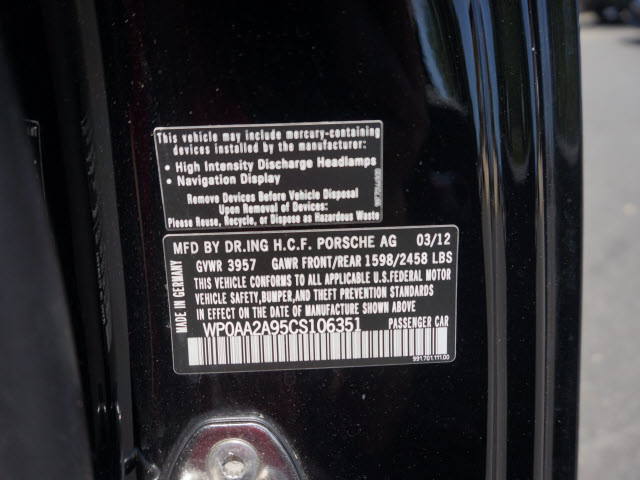 This vehicle may include mercury-containing
devices installed by the manufacturer:
• High Intensity Discharge Headlamps
• Navigation Display
Remove Devices Before Vehicle Disposal
Upon Removal of Devices:
Please Reuse, Recycle, or Dispose as Hazardous Waste
MFD BY DR.ING H.C.F. PORSCHE AG 03/12
GVWR 3957 GAWR FRONT/REAR 1598/2458 LBS
THIS VEHICLE CONFORMS TO ALL APPLICABLE U.S.FEDERAL MOTOR
VEHICLE SAFETY,BUMPER,AND THEFT PREVENTION STANDARDS
IN EFFECT ON THE DATE OF MANUFACTURE SHOWN ABOVE.
WP0AA2A95CS106351 PASSENGER CAR
991.701.111.00
MADE IN GERMANY